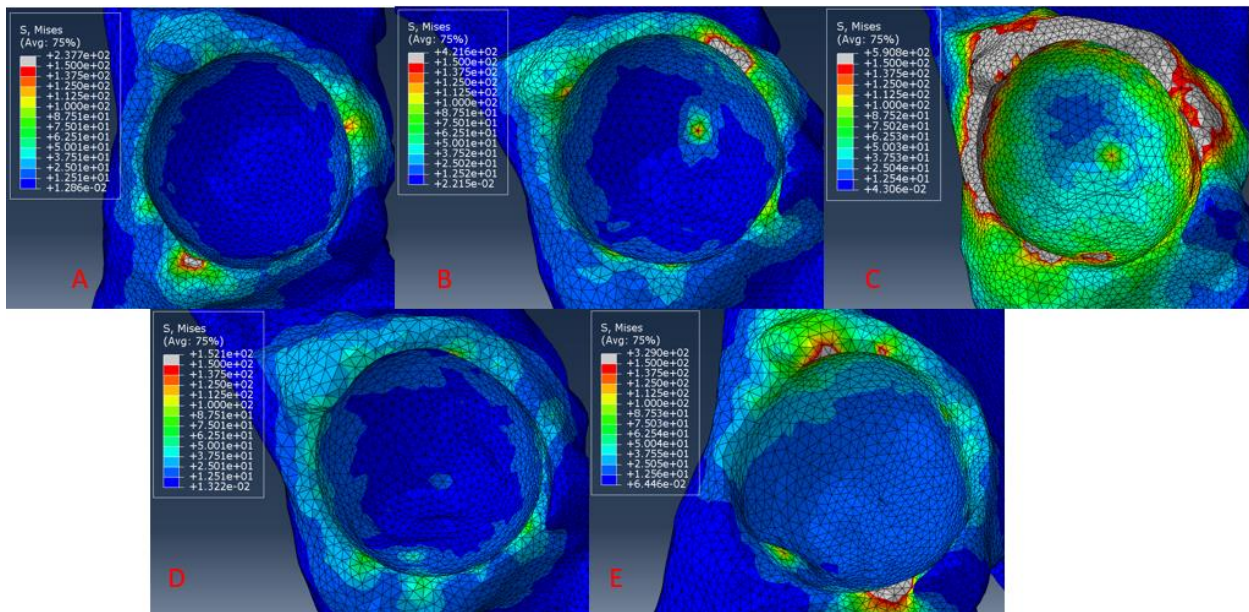 S, Mises
(Avg: 75%)
+2.377e+02
+1.500e+02
+1.375e+02
+1.250e+02
+1.125e+02
+1.000e+02
+8.751e+01
+7.501e+01
+6.251e+01
+5.001e+01
+3.751e+01
+2.501e+01
+1.251e+01
+1.286e-02
A
S, Mises
(Avg: 75%)
+4.216e+02
+1.500e+02
+1.375e+02
+1.250e+02
+1.125e+02
+1.000e+02
+8.751e+01
+7.501e+01
+6.251e+01
+5.001e+01
+3.752e+01
+2.502e+01
+1.252e+01
+2.215e-02
B
S, Mises
(Avg: 75%)
+5.908e+02
+1.500e+02
+1.375e+02
+1.250e+02
+1.125e+02
+1.000e+02
+8.752e+01
+7.502e+01
+6.252e+01
+5.003e+01
+3.753e+01
+2.504e+01
+1.254e+01
+4.306e-02
C
S, Mises
(Avg: 75%)
+1.521e+02
+1.500e+02
+1.375e+02
+1.250e+02
+1.125e+02
+1.000e+02
+8.751e+01
+7.501e+01
+6.251e+01
+5.001e+01
+3.751e+01
+2.501e+01
+1.251e+01
+1.322e-02
D
S, Mises
(Avg: 75%)
+3.290e+02
+1.500e+02
+1.375e+02
+1.250e+02
+1.125e+02
+1.000e+02
+8.753e+01
+7.503e+01
+6.254e+01
+5.004e+01
+3.755e+01
+2.505e+01
+1.256e+01
+6.446e-02
E